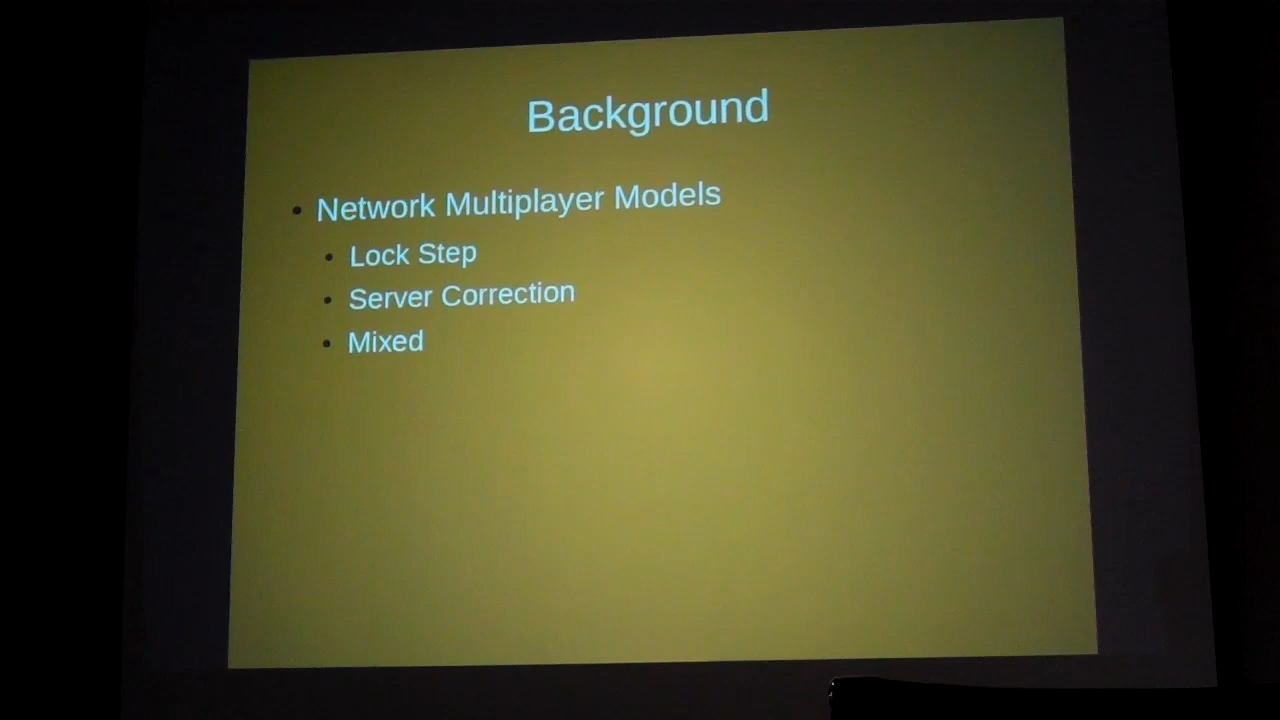 Background
• Network Multiplayer Models
• Lock Step
• Server Correction
• Mixed